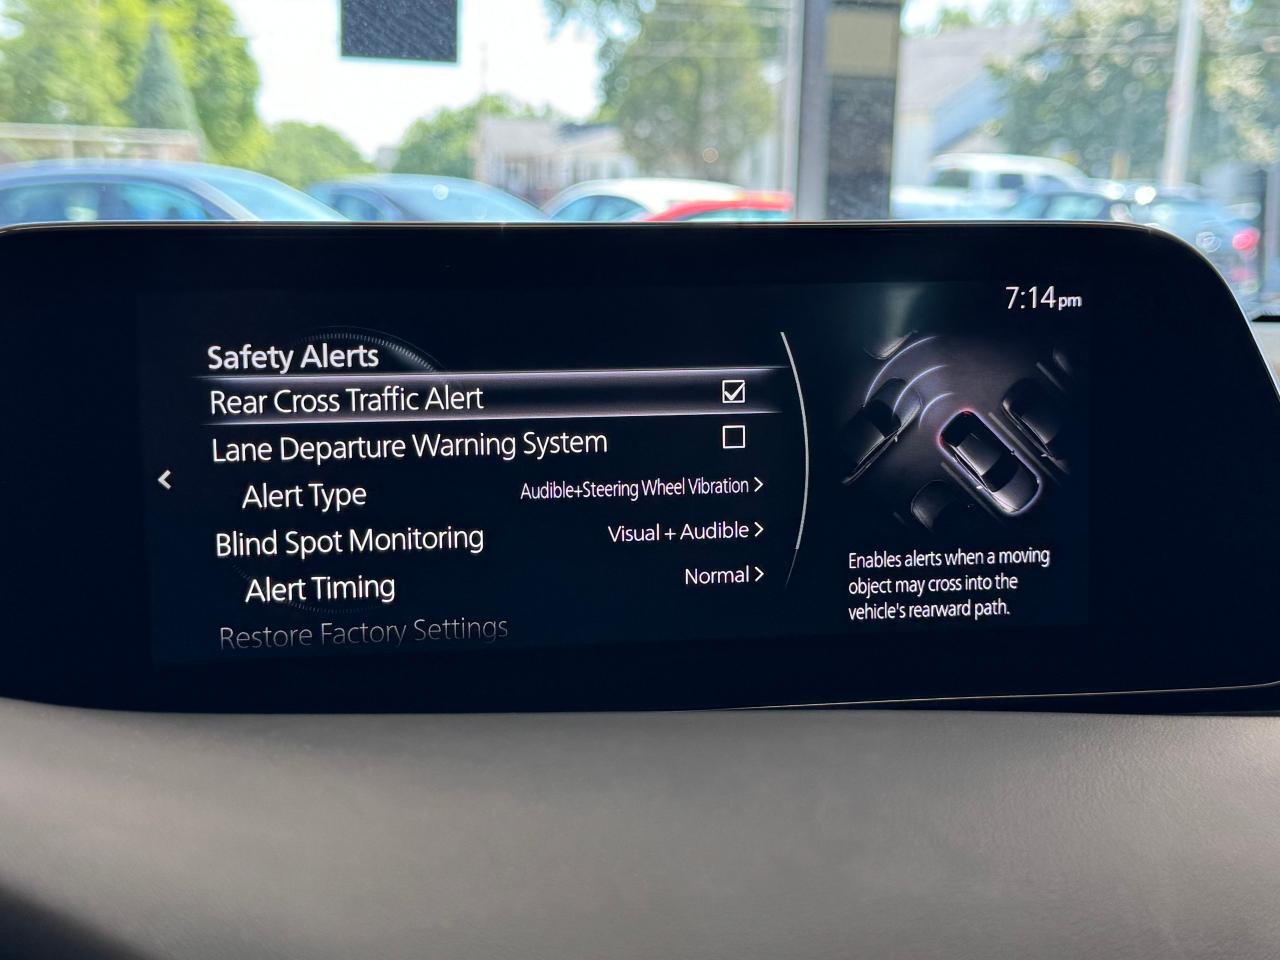 7:14pm
Safety Alerts
Rear Cross Traffic Alert
Lane Departure Warning System
Alert Type Audible+Steering Wheel Vibration >
Blind Spot Monitoring Visual + Audible >
Alert Timing Normal >
Restore Factory Settings
Enables alerts when a moving
object may cross into the
vehicle's rearward path.